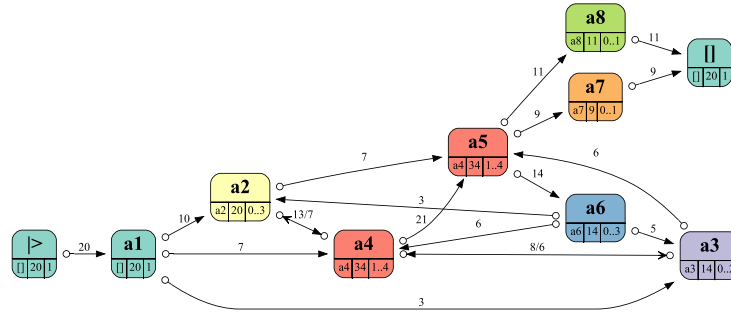 a8
a8 11 0..1
11
[]
[] 20 1
11
a7
a7 9 0..1
9
9
a5
a4 34 1..4
6
7
14
a2
a2 20 0..3
3
a6
a6 14 0..3
10
13/7
21
6
5
|>
[] 20 1
20
a1
[] 20 1
7
a4
a4 34 1..4
8/6
a3
a3 14 0..
3